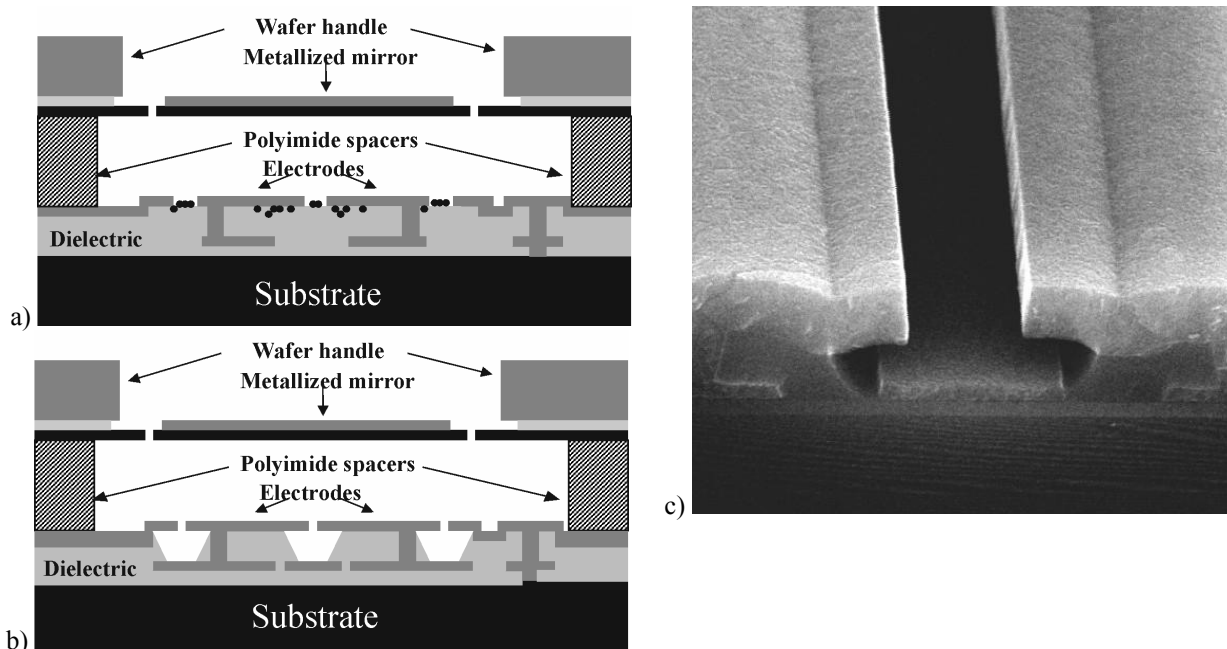 Wafer handle
Metallized mirror
Polyimide spacers
Electrodes
Dielectric
Substrate
a)
Wafer handle
Metallized mirror
Polyimide spacers
Electrodes
Dielectric
Substrate
b)
c)